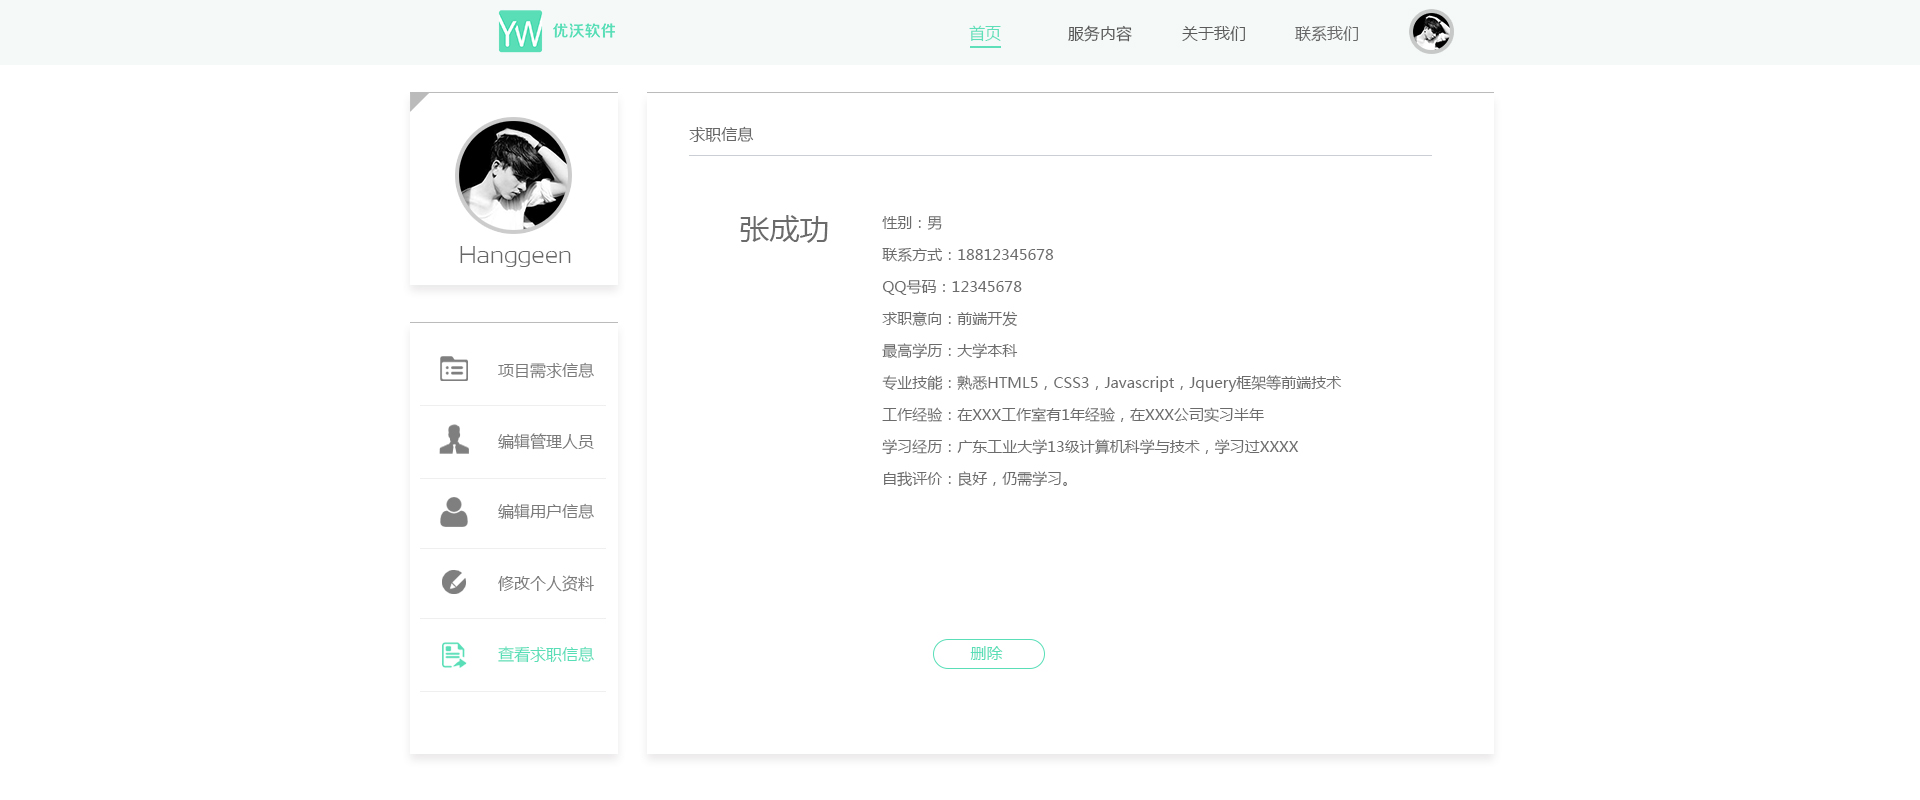 YW 优沃软件
首页
服务内容
关于我们
联系我们
Hanggeen
项目需求信息
编辑管理人员
编辑用户信息
修改个人资料
查看求职信息
求职信息
张成功
性别：男
联系方式：18812345678
QQ号码：12345678
求职意向：前端开发
最高学历：大学本科
专业技能：熟悉HTML5，CSS3，Javascript，Jquery框架等前端技术
工作经验：在XXX工作室有1年经验，在XXX公司实习半年
学习经历：广东工业大学13级计算机科学与技术，学习过XXXX
自我评价：良好，仍需学习。
删除